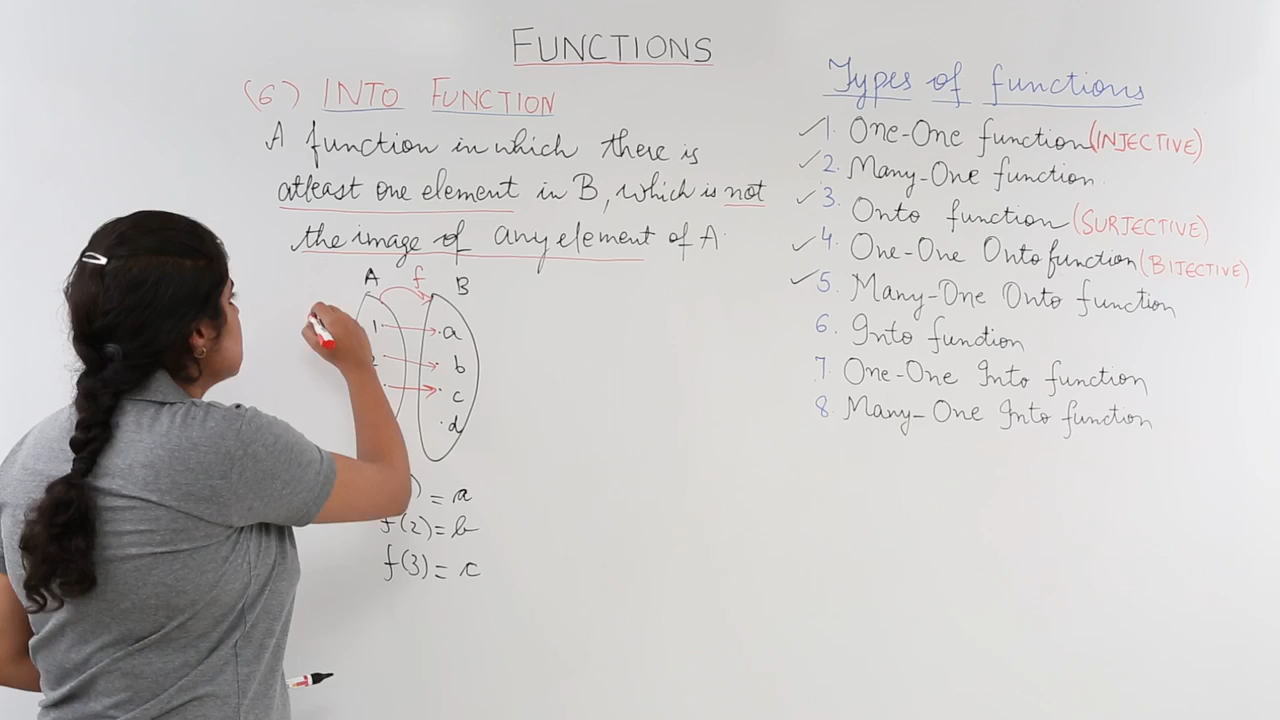 FUNCTIONS
(6) INTO FUNCTION
A function in which there is
atleast one element in B, which is not
the image of any element of A.
A f B
1 a
b
c
d
) = a
f(2) = b
f(3) = c
Types of functions
1. One-One function (INJECTIVE)
2. Many-One function.
3. Onto function (SURJECTIVE)
4. One-One Onto function (BIJECTIVE)
5. Many-One Onto function
6. Into function
7. One-One Into function
8. Many-One Into function